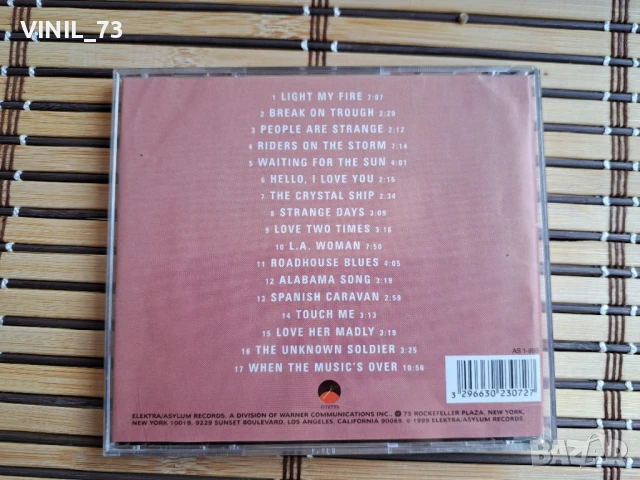 VINIL_73
1 LIGHT MY FIRE 7:07
2 BREAK ON TROUGH 2:29
3 PEOPLE ARE STRANGE 2:12
4 RIDERS ON THE STORM 7:14
5 WAITING FOR THE SUN 4:01
6 HELLO, I LOVE YOU 2:16
7 THE CRYSTAL SHIP 2:34
8 STRANGE DAYS 3:05
9 LOVE TWO TIMES 3:18
10 L.A. WOMAN 7:50
11 ROADHOUSE BLUES 4:05
12 ALABAMA SONG 3:19
13 SPANISH CARAVAN 2:59
14 TOUCH ME 3:13
15 LOVE HER MADLY 3:19
16 THE UNKNOWN SOLDIER 3:25
17 WHEN THE MUSIC'S OVER 10:56
3 296630 230727
ELEKTRA/ASYLUM RECORDS, A DIVISION OF WARNER COMMUNICATIONS INC., ℗ 75 ROCKEFELLER PLAZA, NEW YORK,
NEW YORK 10019. 9229 SUNSET BOULEVARD, LOS ANGELES, CALIFORNIA 90069. © 1999 ELEKTRA/ASYLUM RECORDS.
BAZAR